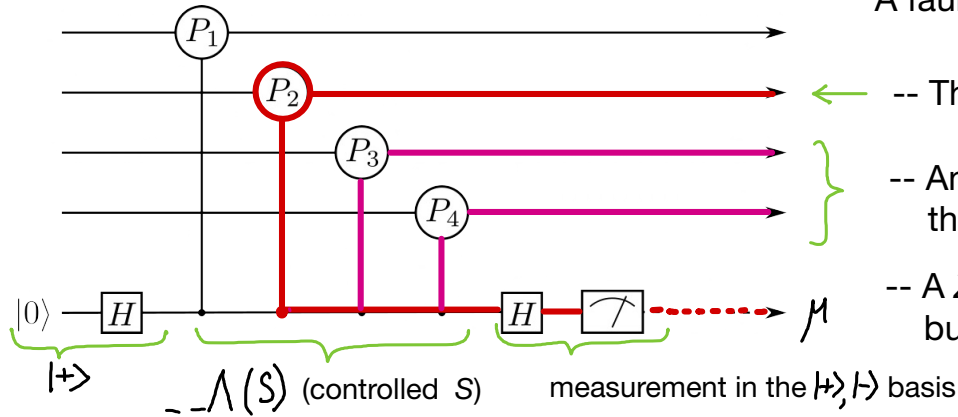 A faul
P₁
-- Th
P₂
P₃
-- An
th
P₄
-- A
|0⟩ H H μ
bu
|+⟩
Λ(S) (controlled S) measurement in the |+⟩, |-⟩ basis